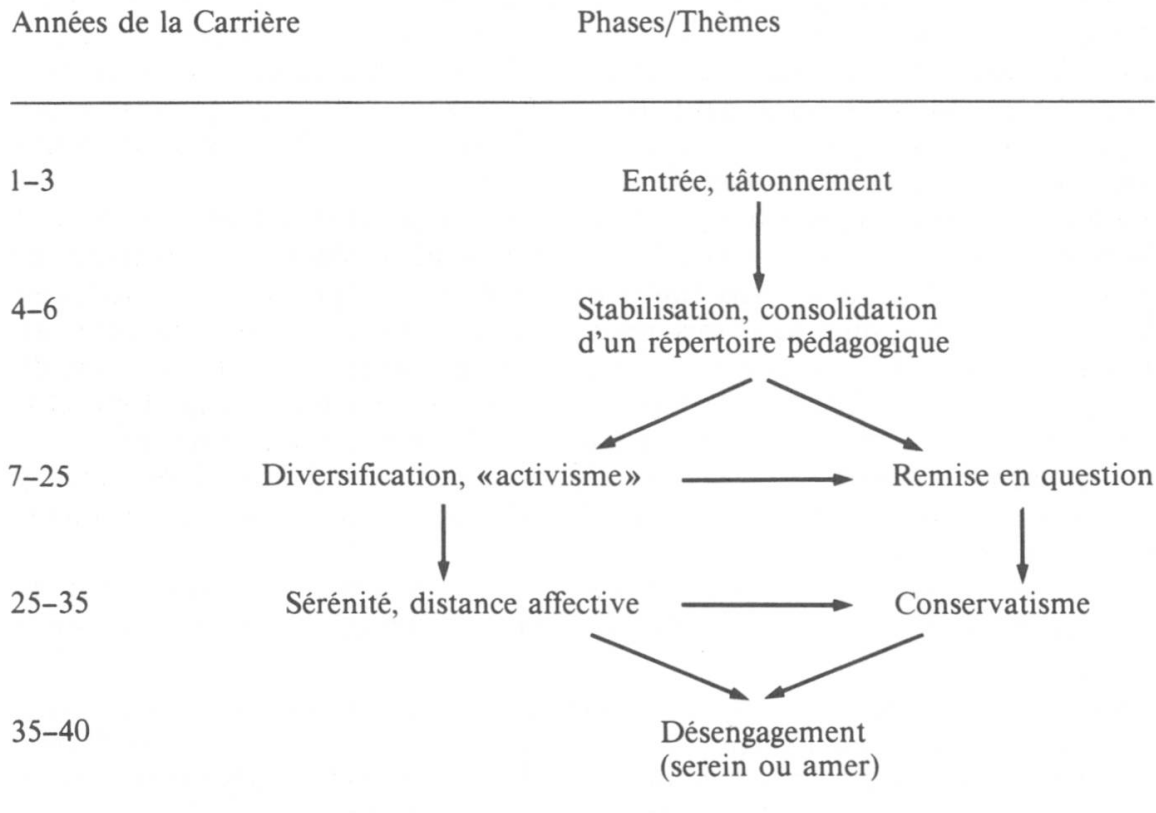 Années de la Carrière Phases/Thèmes
1–3 Entrée, tâtonnement
4–6 Stabilisation, consolidation
d'un répertoire pédagogique
7–25 Diversification, «activisme» Remise en question
25–35 Sérénité, distance affective Conservatisme
35–40 Désengagement
(serein ou amer)